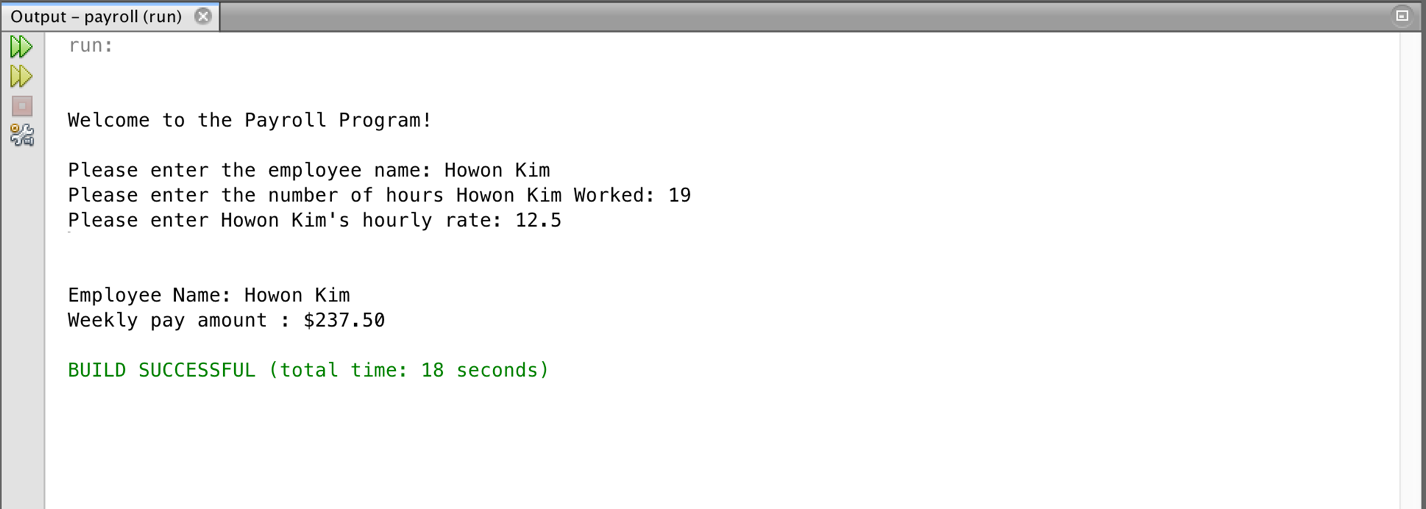 Output – payroll (run)
run:
Welcome to the Payroll Program!
Please enter the employee name: Howon Kim
Please enter the number of hours Howon Kim Worked: 19
Please enter Howon Kim's hourly rate: 12.5
Employee Name: Howon Kim
Weekly pay amount : $237.50
BUILD SUCCESSFUL (total time: 18 seconds)